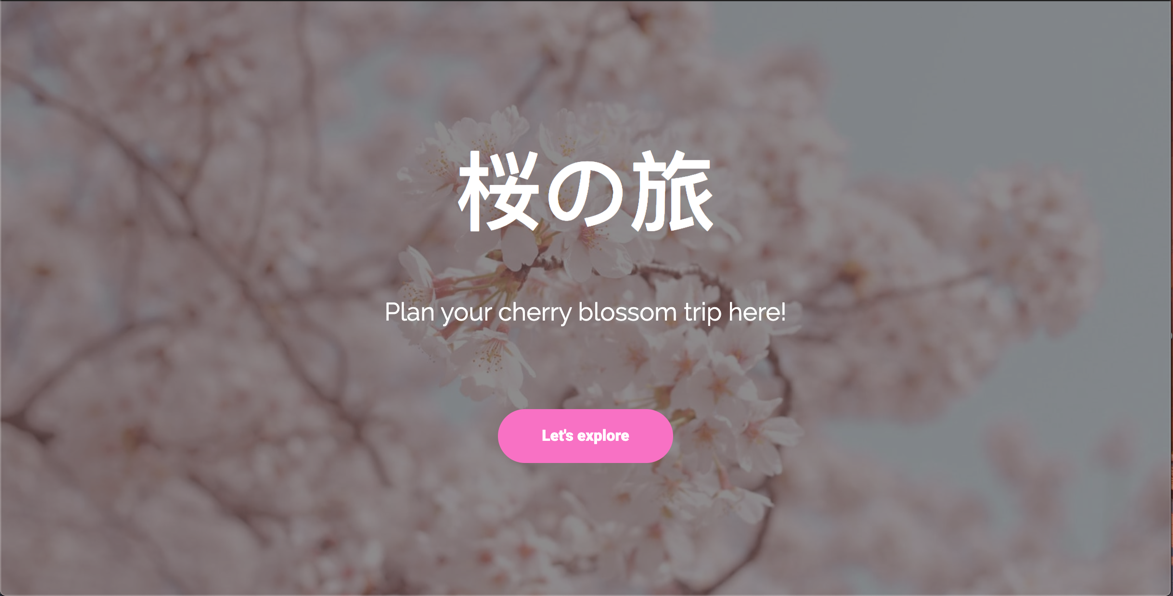 桜の旅
Plan your cherry blossom trip here!
Let's explore